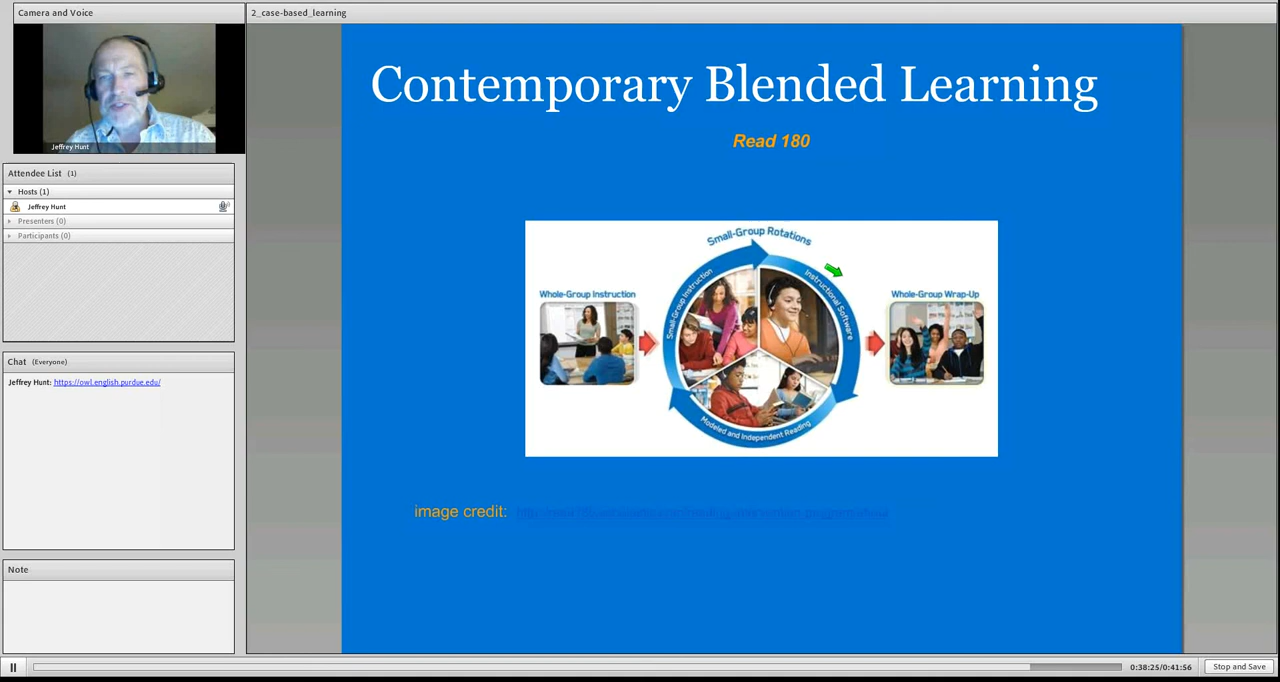 Camera and Voice
Jeffrey Hunt
Attendee List (1)
Hosts (1)
Jeffrey Hunt
Presenters (0)
Participants (0)
Chat (Everyone)
Jeffrey Hunt: https://owl.english.purdue.edu/
Note
2_case-based_learning
Contemporary Blended Learning
Read 180
Small-Group Rotations
Whole-Group Instruction
Small-Group Instruction
Instructional Software
Modeled and Independent Reading
Whole-Group Wrap-Up
image credit:
0:38:25/0:41:56
Stop and Save